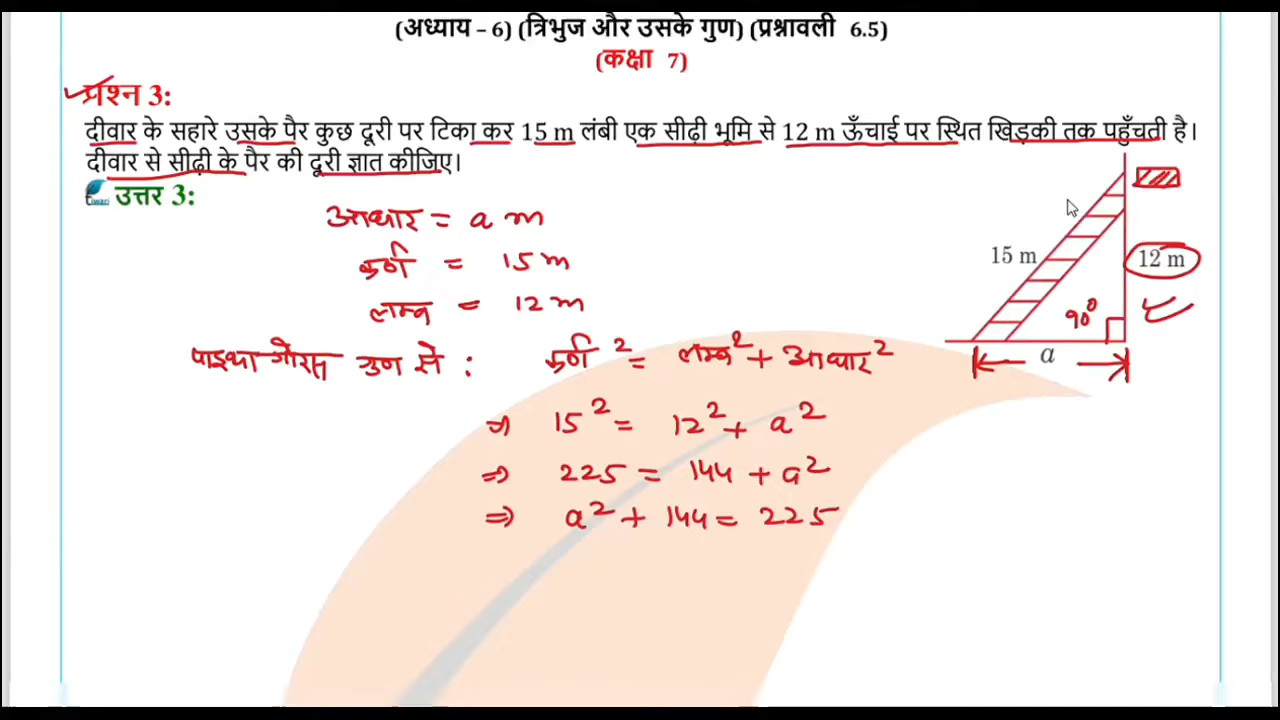 (अध्याय – 6) (त्रिभुज और उसके गुण) (प्रश्नावली 6.5)
(कक्षा 7)
प्रश्न 3:
दीवार के सहारे उसके पैर कुछ दूरी पर टिका कर 15 m लंबी एक सीढ़ी भूमि से 12 m ऊँचाई पर स्थित खिड़की तक पहुँचती है।
दीवार से सीढ़ी के पैर की दूरी ज्ञात कीजिए।
उत्तर 3:
आधार = a m
कर्ण = 15 m
लम्ब = 12 m
15 m
12 m
90°
a
पाइथागोरस गुण से : कर्ण² = लम्ब² + आधार²
⇒ 15² = 12² + a²
⇒ 225 = 144 + a²
⇒ a² + 144 = 225